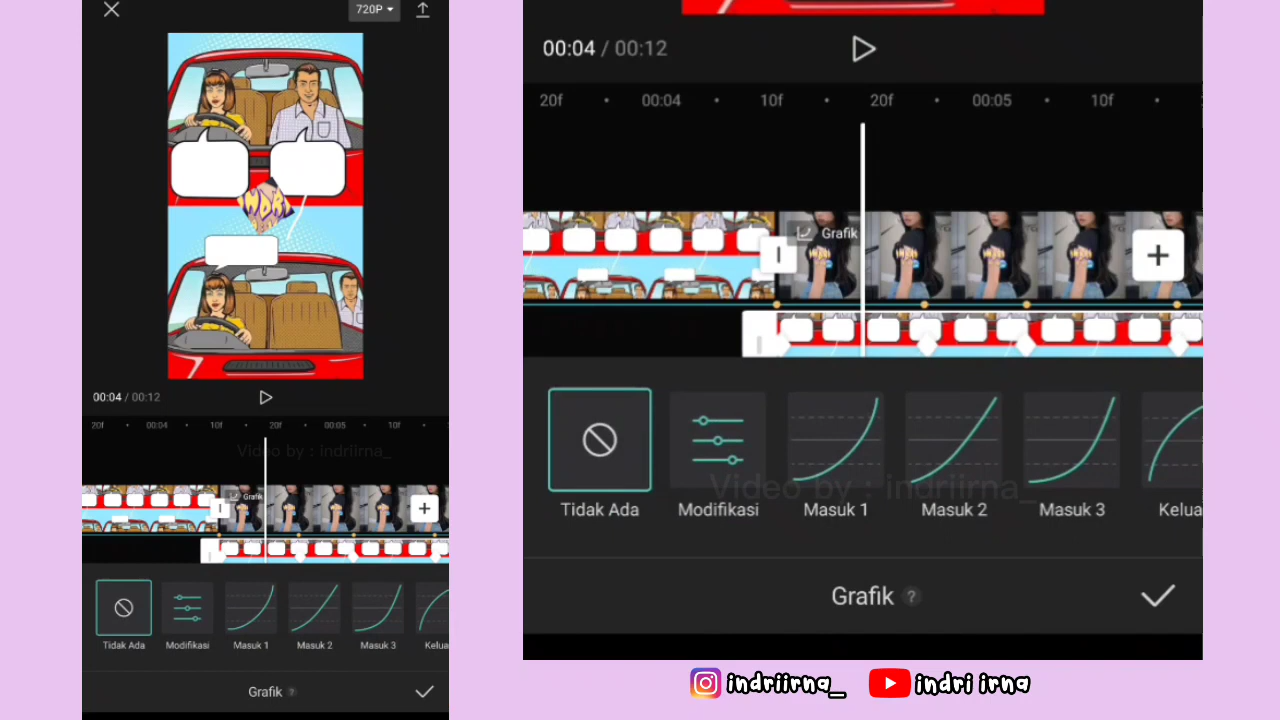 720P
INDRI
00:04 / 00:12
20f 00:04 10f 20f 00:05 10f
Video by : indriirna_
Grafik
Tidak Ada Modifikasi Masuk 1 Masuk 2 Masuk 3 Kelua
Grafik ?
00:04 / 00:12
20f 00:04 10f 20f 00:05 10f
Grafik
Video by : indriirna_
Tidak Ada Modifikasi Masuk 1 Masuk 2 Masuk 3 Kelua
Grafik ?
indriirna_ indri irna